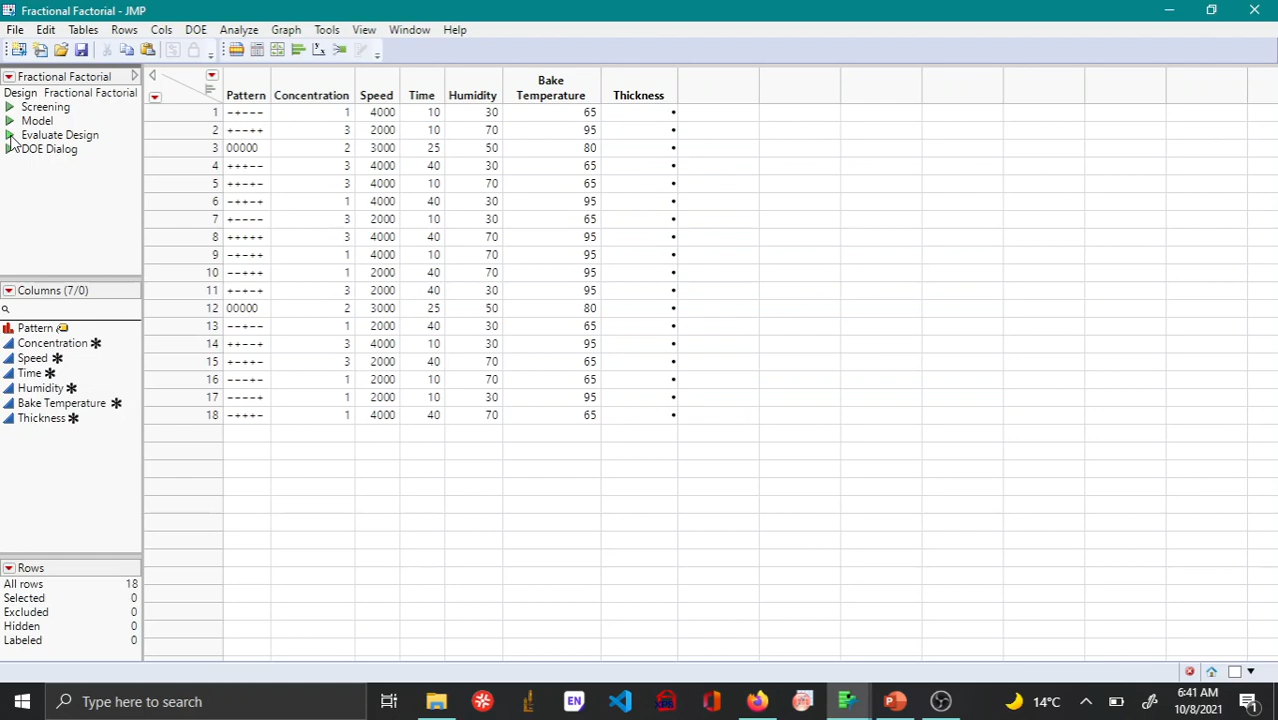 Fractional Factorial - JMP
File Edit Tables Rows Cols DOE Analyze Graph Tools View Window Help
Fractional Factorial
Design Fractional Factorial
Screening
Model
Evaluate Design
DOE Dialog
Columns (7/0)
Pattern
Concentration
Speed
Time
Humidity
Bake Temperature
Thickness
Rows
All rows 18
Selected 0
Excluded 0
Hidden 0
Labeled 0
Pattern Concentration Speed Time Humidity Bake Temperature Thickness
1 −+−−− 1 4000 10 30 65 •
2 +−−++ 3 2000 10 70 95 •
3 00000 2 3000 25 50 80 •
4 +++−− 3 4000 40 30 65 •
5 ++−+− 3 4000 10 70 65 •
6 −++−+ 1 4000 40 30 95 •
7 +−−−− 3 2000 10 30 65 •
8 +++++ 3 4000 40 70 95 •
9 −+−++ 1 4000 10 70 95 •
10 −−+++ 1 2000 40 70 95 •
11 +−+−+ 3 2000 40 30 95 •
12 00000 2 3000 25 50 80 •
13 −−+−− 1 2000 40 30 65 •
14 ++−−+ 3 4000 10 30 95 •
15 +−++− 3 2000 40 70 65 •
16 −−−+− 1 2000 10 70 65 •
17 −−−−+ 1 2000 10 30 95 •
18 −+++− 1 4000 40 70 65 •
Type here to search
EN
14°C
6:41 AM
10/8/2021
1